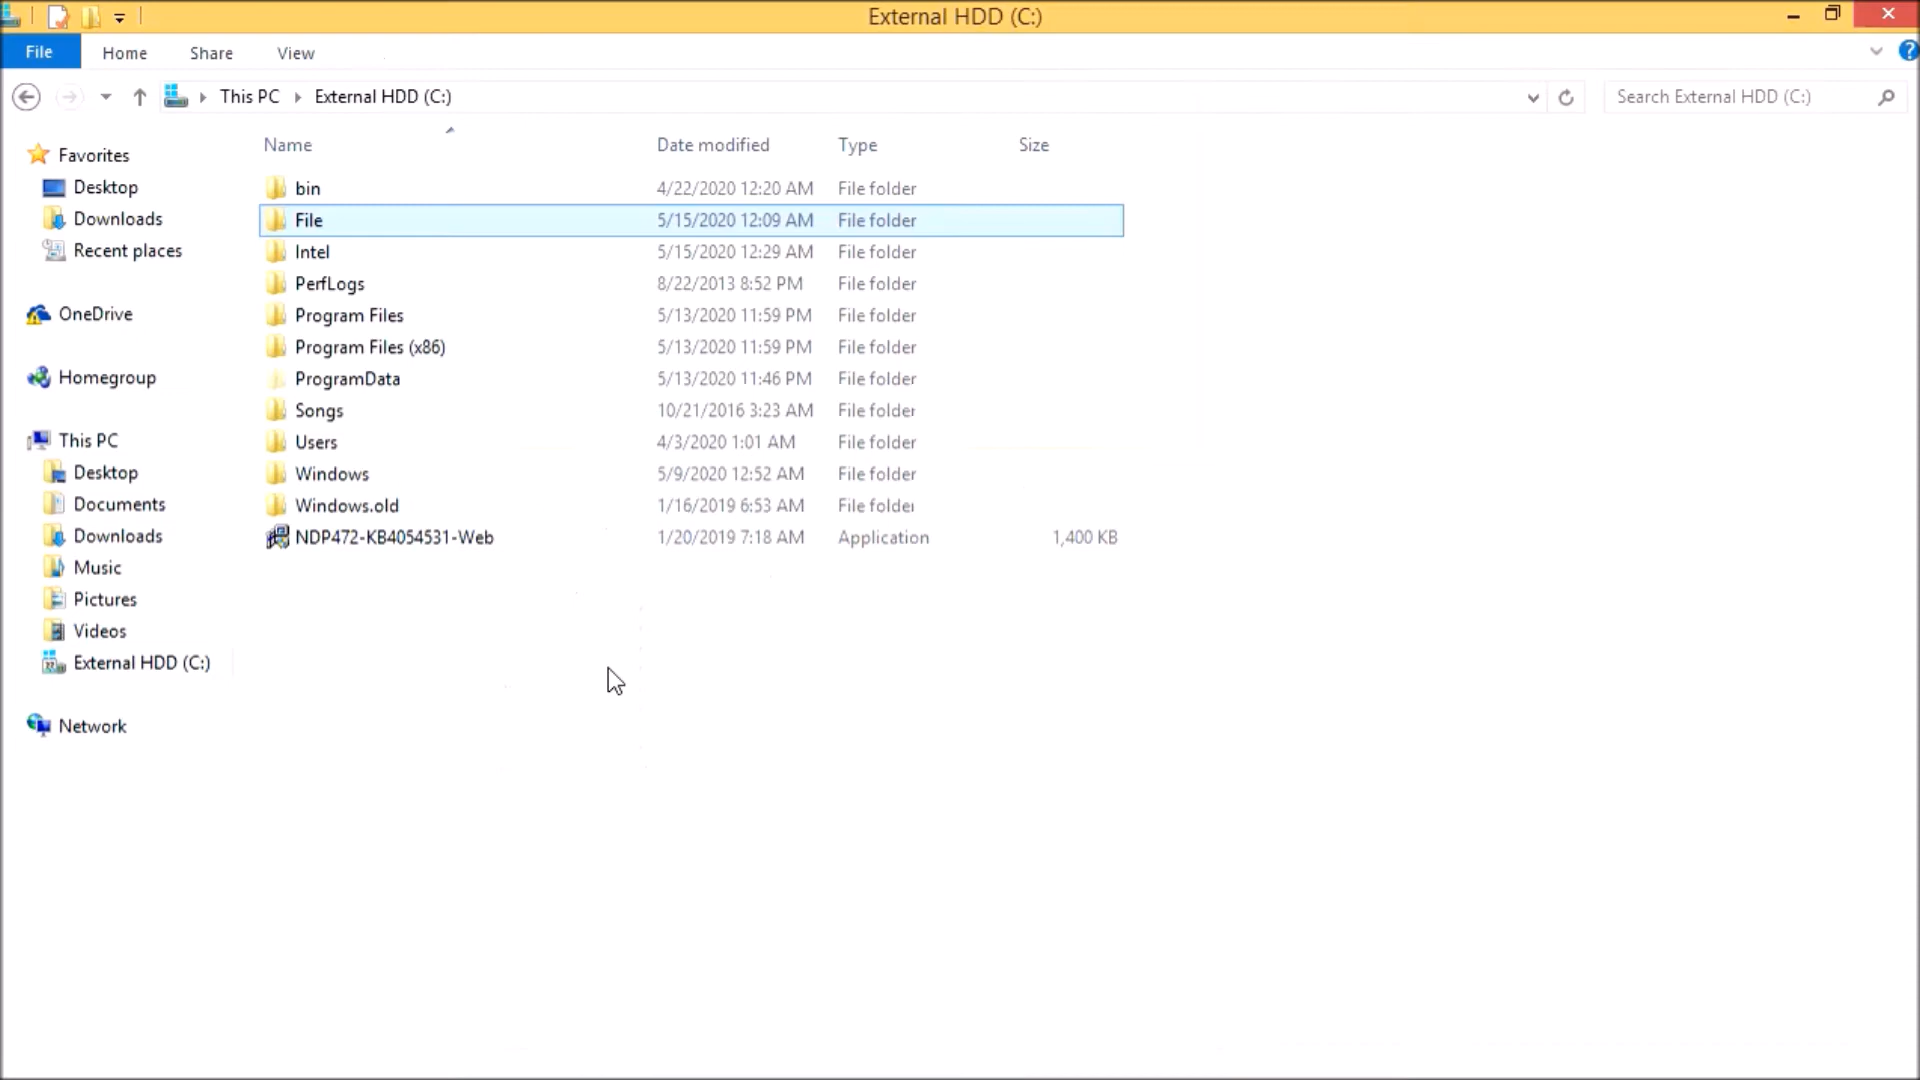 External HDD (C:)
File Home Share View
This PC External HDD (C:) Search External HDD (C:)
Name Date modified Type Size
Favorites
Desktop
Downloads
Recent places
OneDrive
Homegroup
This PC
Desktop
Documents
Downloads
Music
Pictures
Videos
External HDD (C:)
Network
bin 4/22/2020 12:20 AM File folder
File 5/15/2020 12:09 AM File folder
Intel 5/15/2020 12:29 AM File folder
PerfLogs 8/22/2013 8:52 PM File folder
Program Files 5/13/2020 11:59 PM File folder
Program Files (x86) 5/13/2020 11:59 PM File folder
ProgramData 5/13/2020 11:46 PM File folder
Songs 10/21/2016 3:23 AM File folder
Users 4/3/2020 1:01 AM File folder
Windows 5/9/2020 12:52 AM File folder
Windows.old 1/16/2019 6:53 AM File folder
NDP472-KB4054531-Web 1/20/2019 7:18 AM Application 1,400 KB